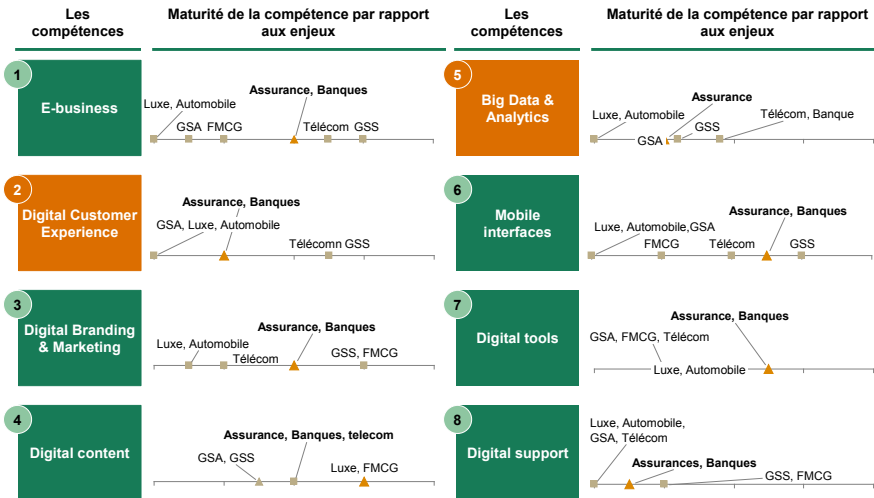 Les
compétences
Maturité de la compétence par rapport
aux enjeux
Les
compétences
Maturité de la compétence par rapport
aux enjeux
1
E-business
Assurance, Banques
Luxe, Automobile
GSA FMCG
Télécom GSS
2
Digital Customer
Experience
Assurance, Banques
GSA, Luxe, Automobile
Télécomn GSS
3
Digital Branding
& Marketing
Assurance, Banques
Luxe, Automobile
Télécom
GSS, FMCG
4
Digital content
Assurance, Banques, telecom
GSA, GSS
Luxe, FMCG
5
Big Data &
Analytics
Assurance
Luxe, Automobile
Télécom, Banque
GSS
GSA
6
Mobile
interfaces
Assurance, Banques
Luxe, Automobile,GSA
FMCG
Télécom
GSS
7
Digital tools
Assurance, Banques
GSA, FMCG, Télécom
Luxe, Automobile
8
Digital support
Luxe, Automobile,
GSA, Télécom
Assurances, Banques
GSS, FMCG